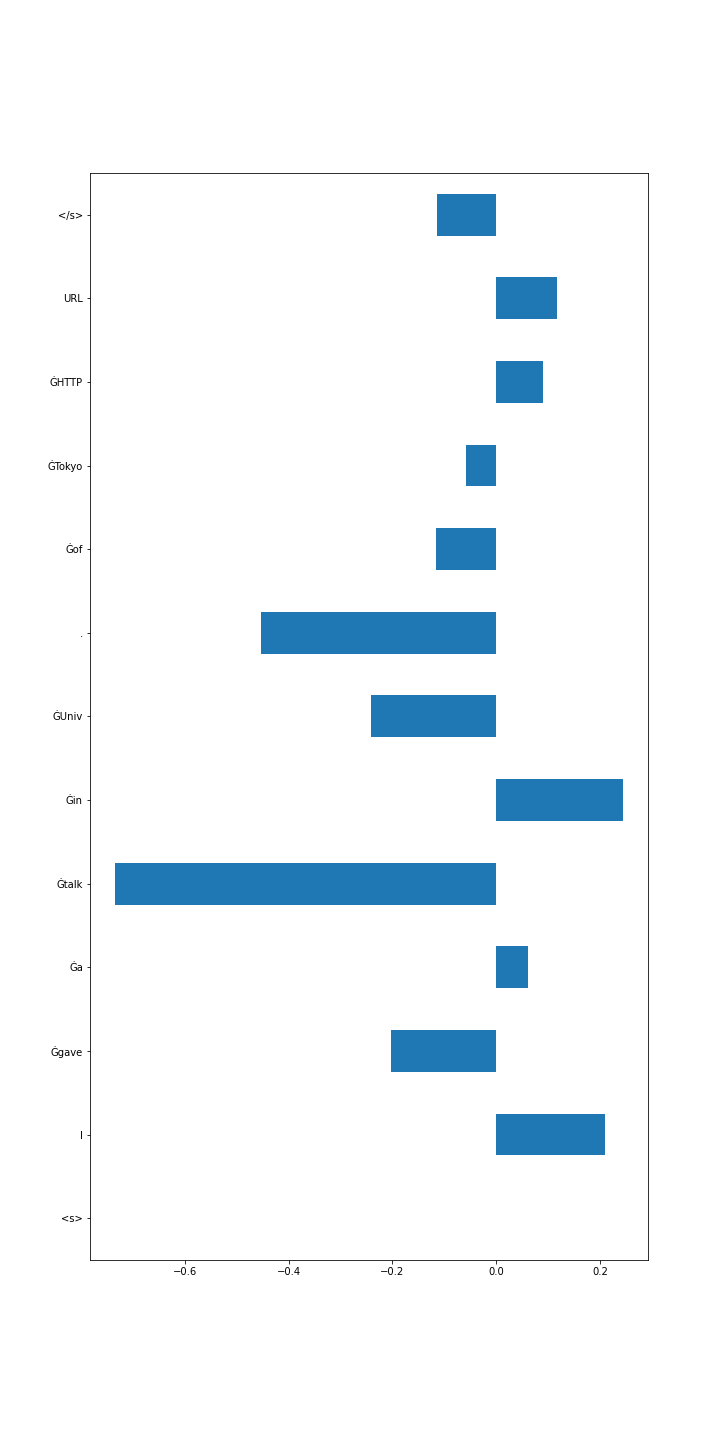 </s>
URL
ĠHTTP
ĠTokyo
Ġof
.
ĠUniv
Ġin
Ġtalk
Ġa
Ġgave
I
<s>
−0.6 −0.4 −0.2 0.0 0.2